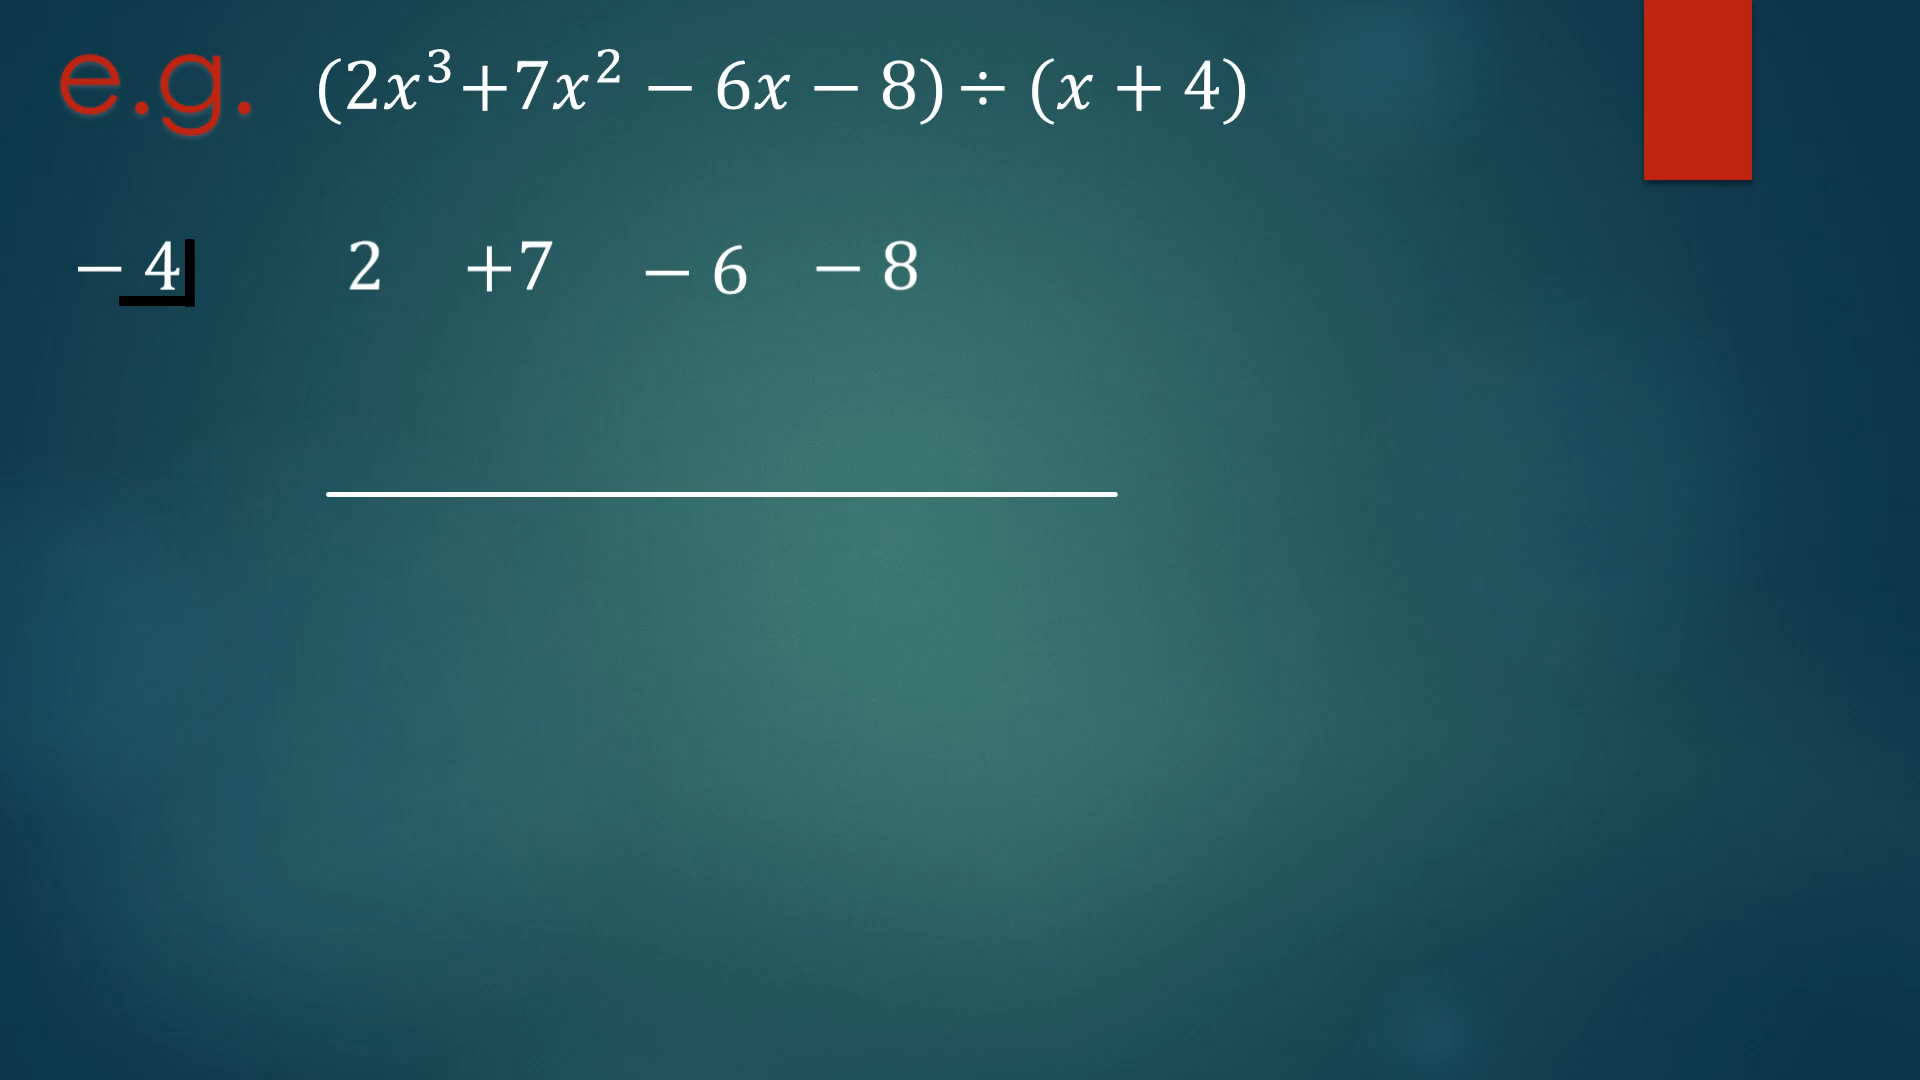 e.g. (2x³+7x² − 6x − 8) ÷ (x + 4)
− 4 2 +7 − 6 − 8